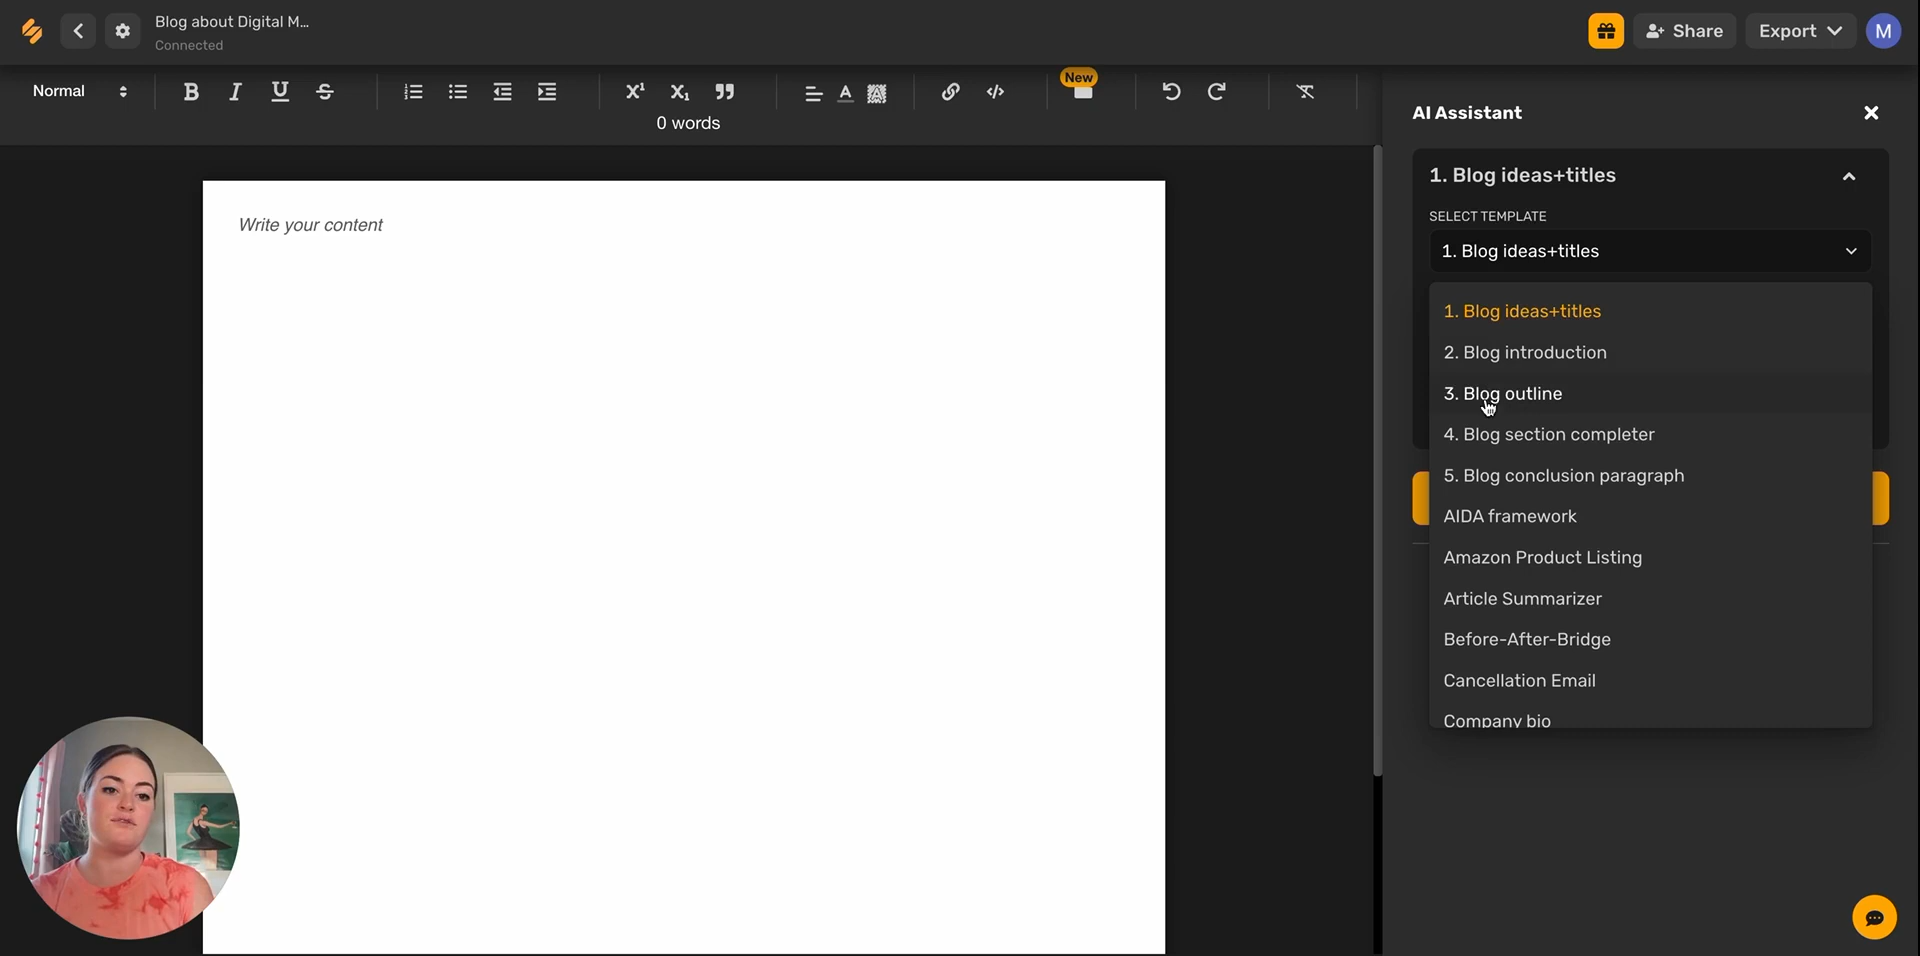 Blog about Digital M...
Connected
Share
Export
M
Normal
New
0 words
Write your content
AI Assistant
1. Blog ideas+titles
SELECT TEMPLATE
1. Blog ideas+titles
1. Blog ideas+titles
2. Blog introduction
3. Blog outline
4. Blog section completer
5. Blog conclusion paragraph
AIDA framework
Amazon Product Listing
Article Summarizer
Before-After-Bridge
Cancellation Email
Company bio